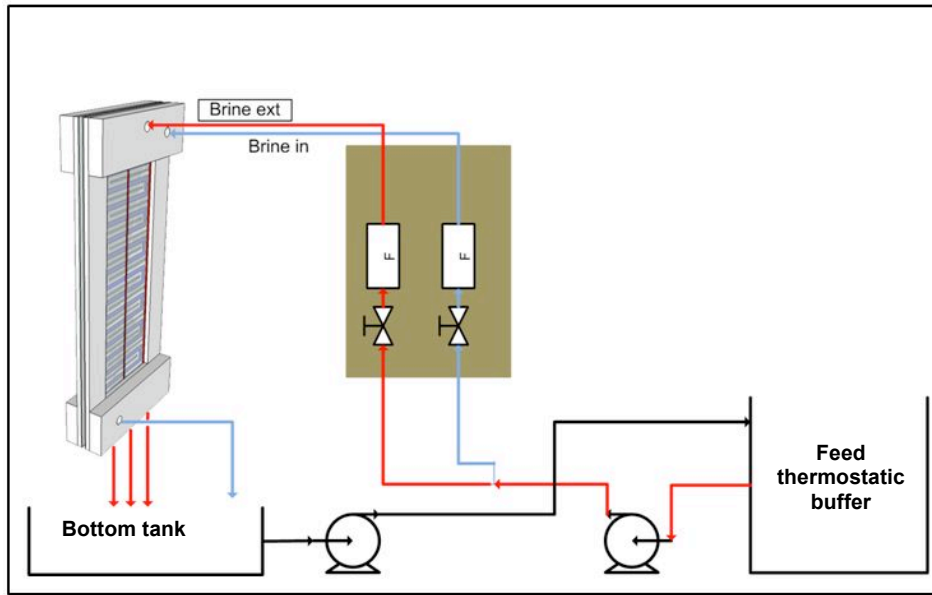 Brine ext
Brine in
F
F
Feed
thermostatic
buffer
Bottom tank